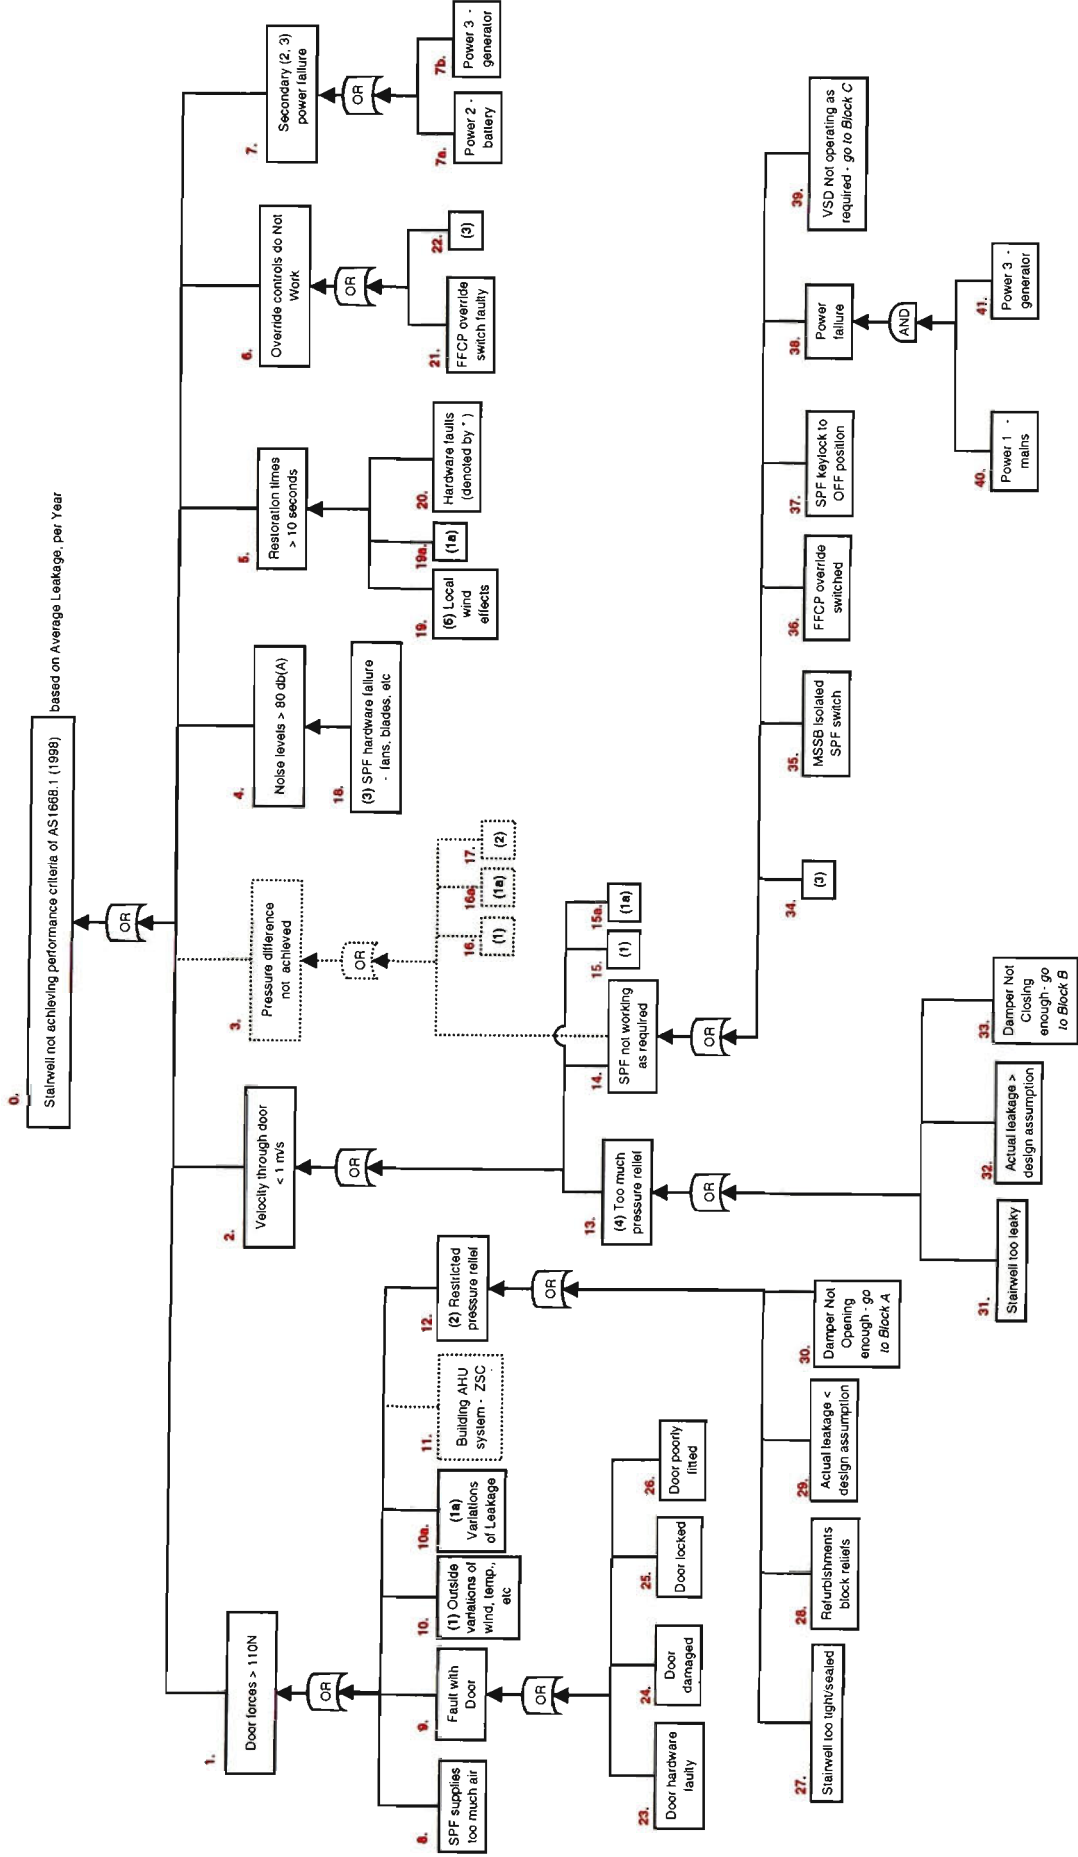 0.
Stairwell not achieving performance criteria of AS1668.1 (1998)
based on Average Leakage, per Year
OR
1.
Door forces > 110N
2.
Velocity through door
< 1 m/s
3.
Pressure difference
not achieved
4.
Noise levels > 80 db(A)
5.
Restoration times
> 10 seconds
6.
Override controls do Not
Work
7.
Secondary (2, 3)
power failure
OR
OR
OR
OR
OR
18.
(3) SPF hardware failure
- fans, blades, etc
19.
(6) Local
wind
effects
19a.
(1a)
20.
Hardware faults
(denoted by * )
21.
FFCP override
switch faulty
22.
(3)
7a.
Power 2 -
battery
7b.
Power 3 -
generator
8.
SPF supplies
too much air
9.
Fault with
Door
10.
(1) Outside
variations of
wind, temp.,
etc
10a.
(1a)
Variations
of Leakage
11.
Building AHU
system - ZSC
12.
(2) Restricted
pressure relief
16.
(1)
16a.
(1a)
17.
(2)
OR
OR
13.
(4) Too much
pressure relief
14.
SPF not working
as required
15.
(1)
15a.
(1a)
OR
OR
23.
Door hardware
faulty
24.
Door
damaged
25.
Door locked
26.
Door poorly
fitted
27.
Stairwell too tight/sealed
28.
Refurbishments
block reliefs
29.
Actual leakage <
design assumption
30.
Damper Not
Opening
enough - go
to Block A
34.
(3)
35.
MSSB Isolated
SPF switch
36.
FFCP override
switched
37.
SPF keylock to
OFF position
38.
Power
failure
39.
VSD Not operating as
required - go to Block C
AND
31.
Stairwell too leaky
32.
Actual leakage >
design assumption
33.
Damper Not
Closing
enough - go
to Block B
40.
Power 1 -
mains
41.
Power 3 -
generator